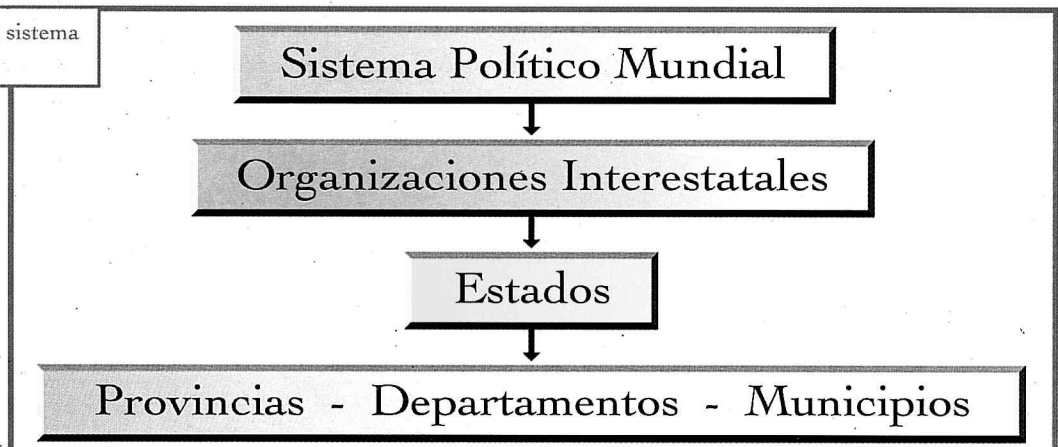 sistema
Sistema Político Mundial
Organizaciones Interestatales
Estados
Provincias - Departamentos - Municipios